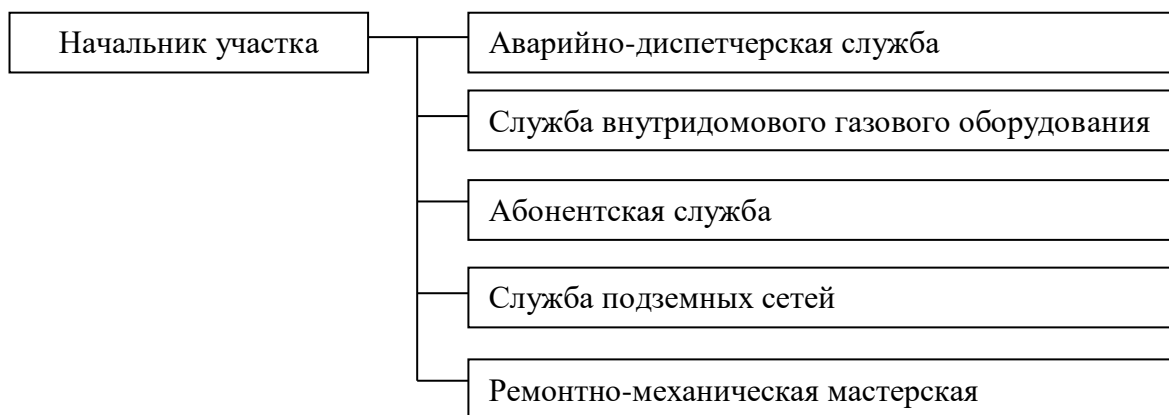 Начальник участка
Аварийно-диспетчерская служба
Служба внутридомового газового оборудования
Абонентская служба
Служба подземных сетей
Ремонтно-механическая мастерская